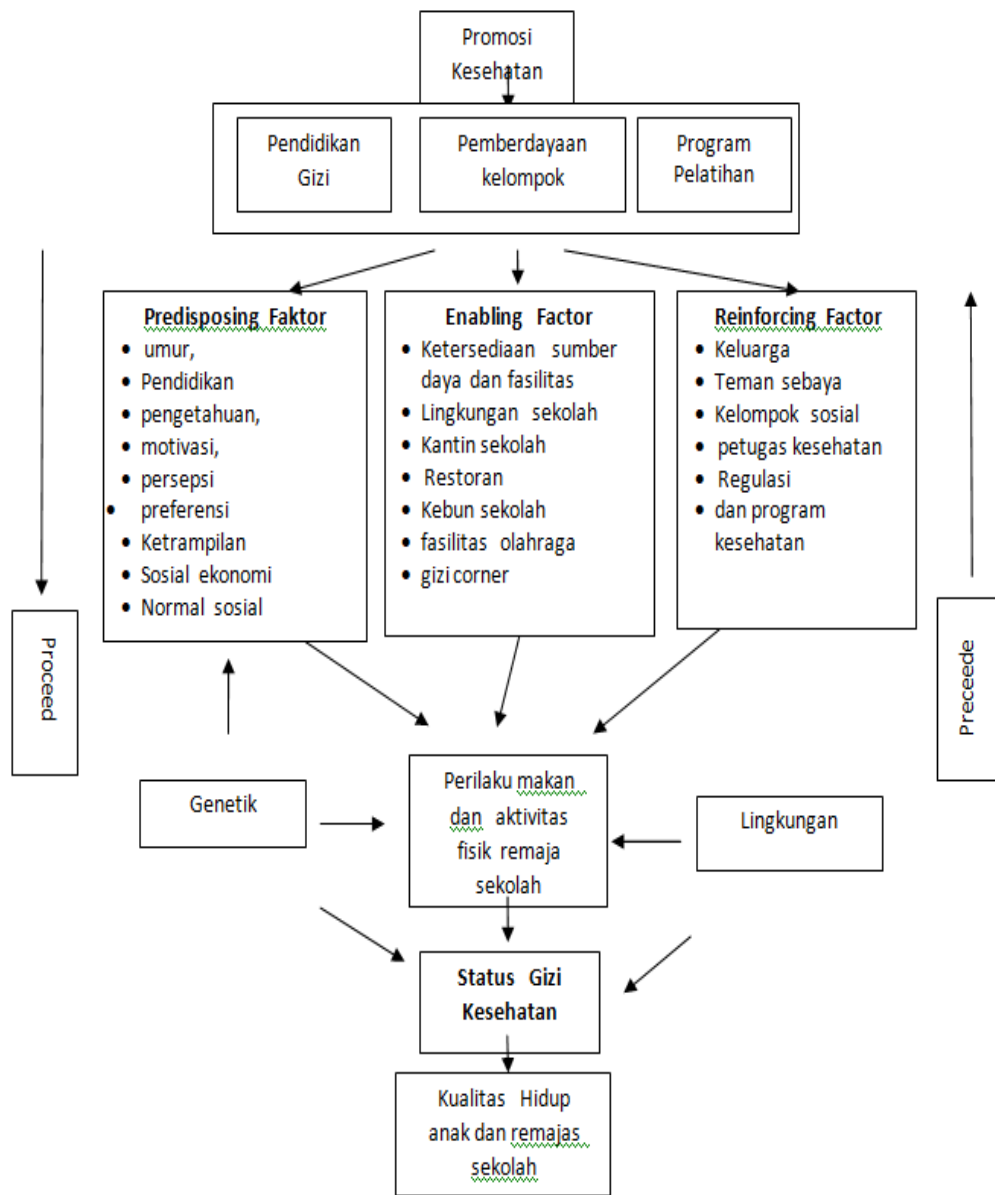 Promosi
Kesehatan
Pendidikan
Gizi
Pemberdayaan
kelompok
Program
Pelatihan
Predisposing Faktor
• umur,
• Pendidikan
• pengetahuan,
• motivasi,
• persepsi
• preferensi
• Ketrampilan
• Sosial ekonomi
• Normal sosial
Enabling Factor
• Ketersediaan sumber
daya dan fasilitas
• Lingkungan sekolah
• Kantin sekolah
• Restoran
• Kebun sekolah
• fasilitas olahraga
• gizi corner
Reinforcing Factor
• Keluarga
• Teman sebaya
• Kelompok sosial
• petugas kesehatan
• Regulasi
• dan program
kesehatan
Proceed
Preceede
Genetik
Perilaku makan
dan aktivitas
fisik remaja
sekolah
Lingkungan
Status Gizi
Kesehatan
Kualitas Hidup
anak dan remajas
sekolah